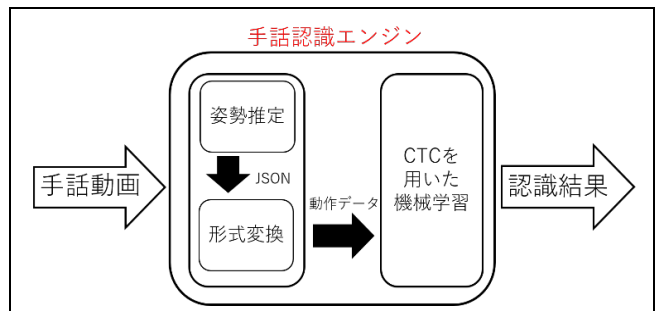 手話認識エンジン
手話動画
姿勢推定
JSON
形式変換
動作データ
CTCを
用いた
機械学習
認識結果